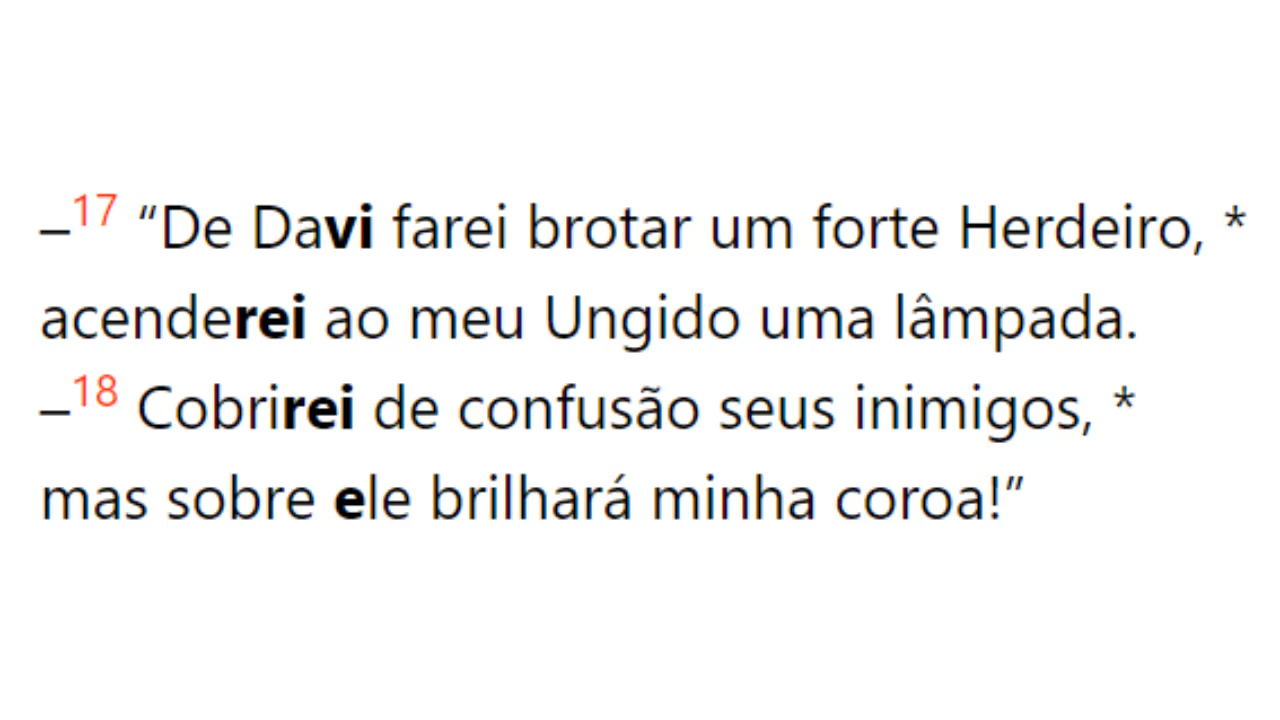 –17 “De Davi farei brotar um forte Herdeiro, *
acenderei ao meu Ungido uma lâmpada.
–18 Cobrirei de confusão seus inimigos, *
mas sobre ele brilhará minha coroa!”